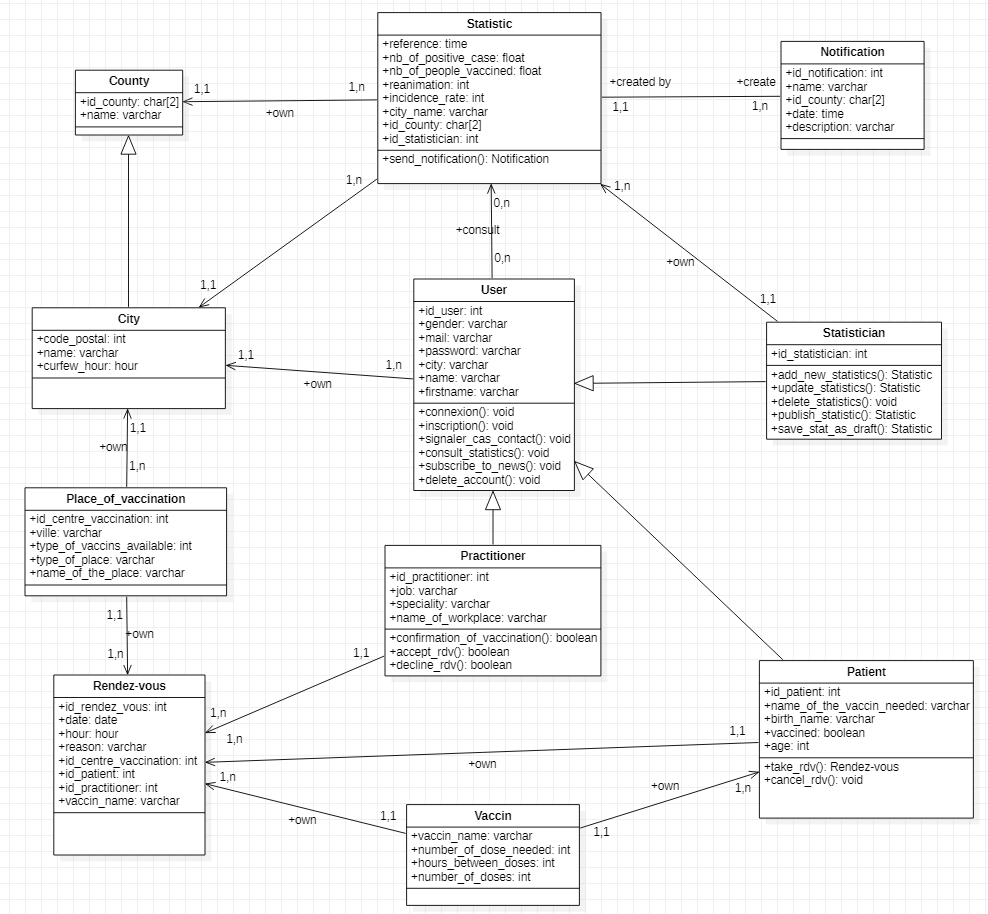 Statistic
+reference: time
+nb_of_positive_case: float
+nb_of_people_vaccined: float
+reanimation: int
+incidence_rate: int
+city_name: varchar
+id_county: char[2]
+id_statistician: int
+send_notification(): Notification
Notification
+id_notification: int
+name: varchar
+id_county: char[2]
+date: time
+description: varchar
County
+id_county: char[2]
+name: varchar
1,1
1,n
+own
+created by
+create
1,1
1,n
1,n
1,1
0,n
+consult
0,n
1,n
+own
1,1
City
+code_postal: int
+name: varchar
+curfew_hour: hour
User
+id_user: int
+gender: varchar
+mail: varchar
+password: varchar
+city: varchar
+name: varchar
+firstname: varchar
+connexion(): void
+inscription(): void
+signaler_cas_contact(): void
+consult_statistics(): void
+subscribe_to_news(): void
+delete_account(): void
Statistician
+id_statistician: int
+add_new_statistics(): Statistic
+update_statistics(): Statistic
+delete_statistics(): void
+publish_statistic(): Statistic
+save_stat_as_draft(): Statistic
1,1
1,n
+own
1,1
+own
1,n
Place_of_vaccination
+id_centre_vaccination: int
+ville: varchar
+type_of_vaccins_available: int
+type_of_place: varchar
+name_of_the_place: varchar
Practitioner
+id_practitioner: int
+job: varchar
+speciality: varchar
+name_of_workplace: varchar
+confirmation_of_vaccination(): boolean
+accept_rdv(): boolean
+decline_rdv(): boolean
1,1
+own
1,n
1,1
1,n
1,n
Rendez-vous
+id_rendez_vous: int
+date: date
+hour: hour
+reason: varchar
+id_centre_vaccination: int
+id_patient: int
+id_practitioner: int
+vaccin_name: varchar
Patient
+id_patient: int
+name_of_the_vaccin_needed: varchar
+birth_name: varchar
+vaccined: boolean
+age: int
+take_rdv(): Rendez-vous
+cancel_rdv(): void
1,1
+own
1,n
+own
1,1
+own
1,n
1,1
Vaccin
+vaccin_name: varchar
+number_of_dose_needed: int
+hours_between_doses: int
+number_of_doses: int